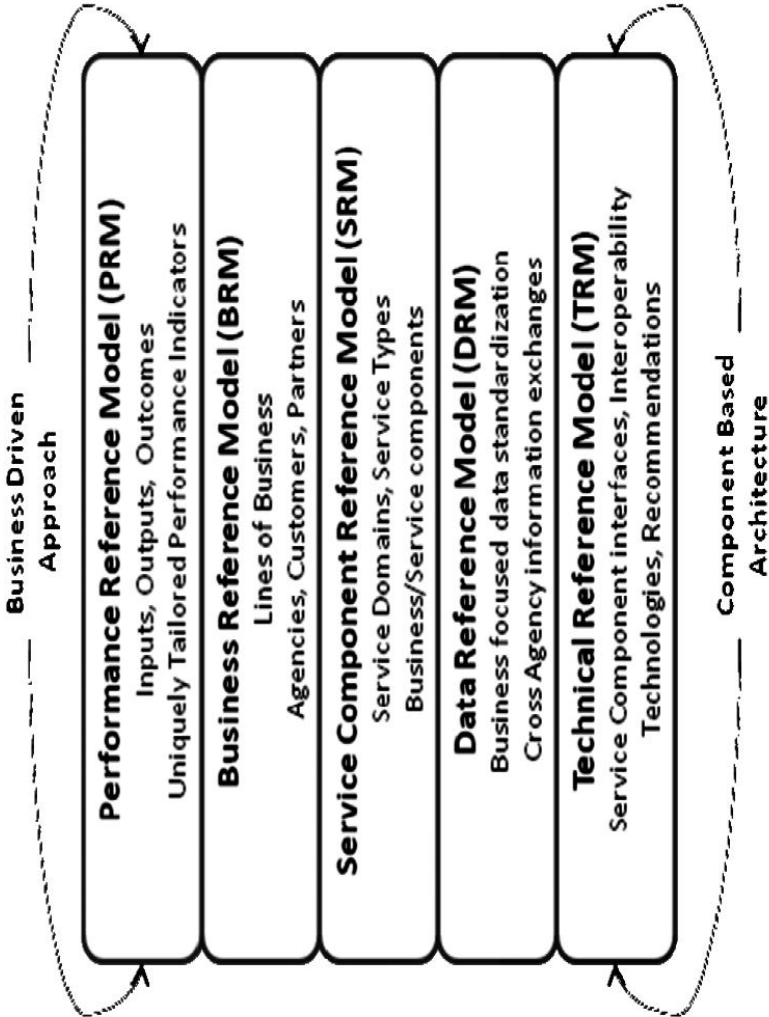 Business Driven
Approach
Performance Reference Model (PRM)
Inputs, Outputs, Outcomes
Uniquely Tailored Performance Indicators
Business Reference Model (BRM)
Lines of Business
Agencies, Customers, Partners
Service Component Reference Model (SRM)
Service Domains, Service Types
Business/Service components
Data Reference Model (DRM)
Business focused data standardization
Cross Agency information exchanges
Technical Reference Model (TRM)
Service Component interfaces, Interoperability
Technologies, Recommendations
Component Based
Architecture